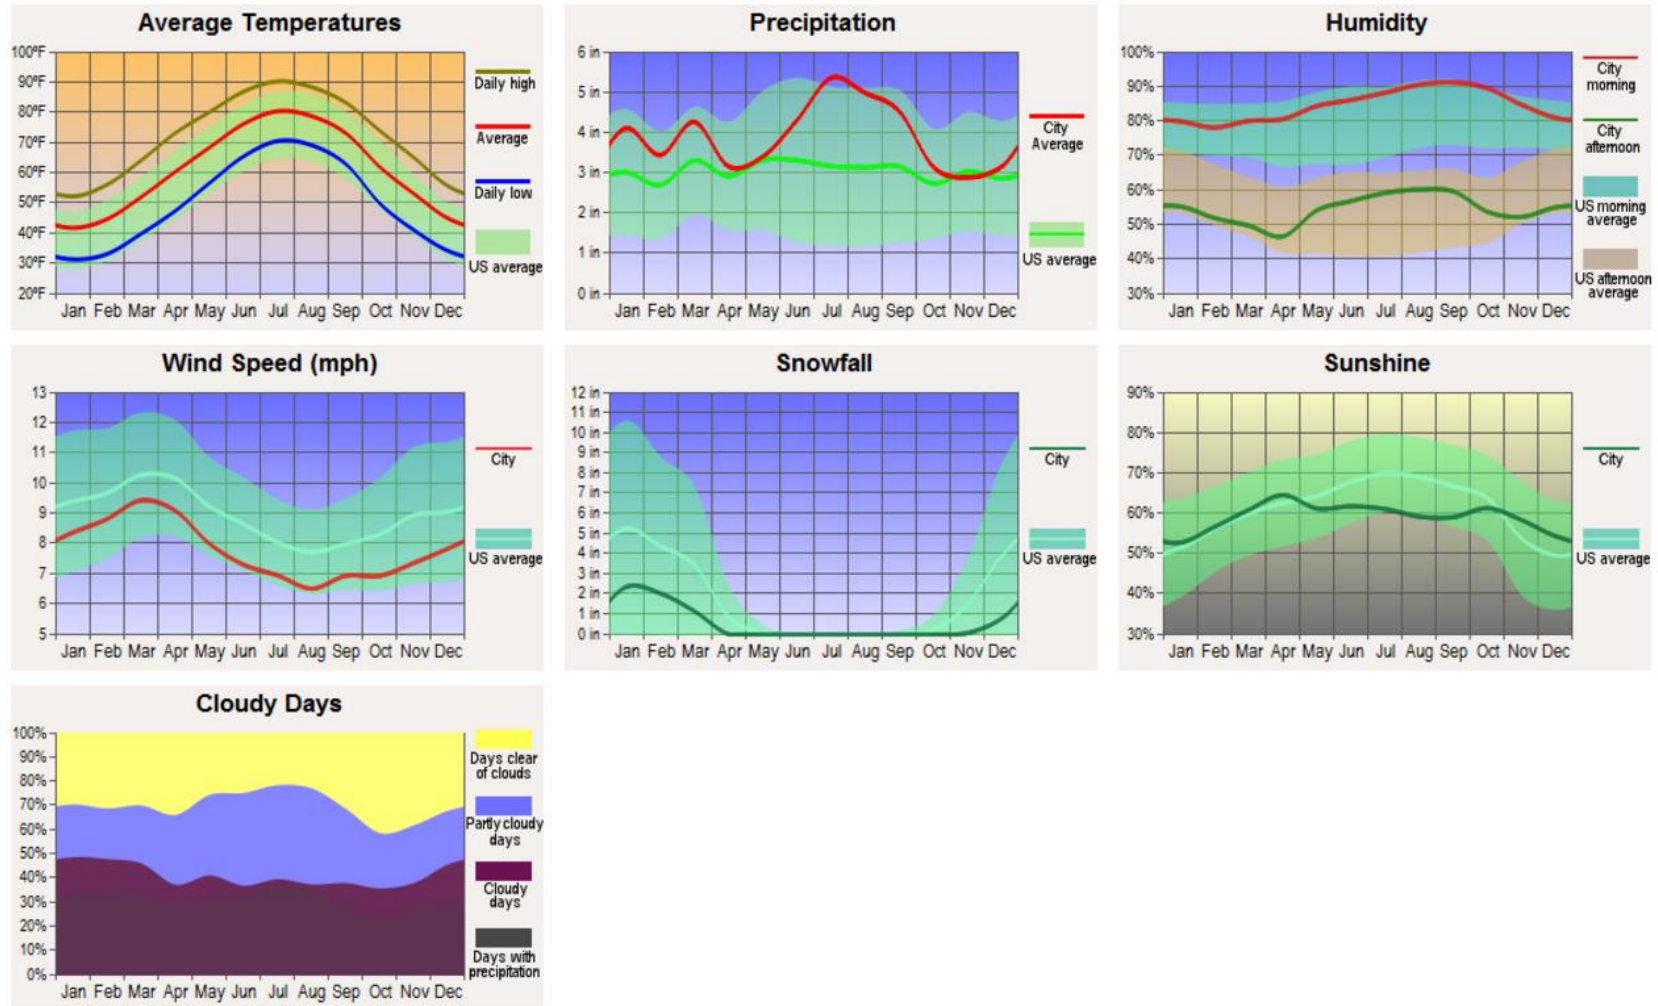 Average Temperatures
100ºF
90ºF
80ºF
70ºF
60ºF
50ºF
40ºF
30ºF
20ºF
Jan Feb Mar Apr May Jun Jul Aug Sep Oct Nov Dec
Daily high
Average
Daily low
US average
Precipitation
6 in
5 in
4 in
3 in
2 in
1 in
0 in
Jan Feb Mar Apr May Jun Jul Aug Sep Oct Nov Dec
City
Average
US average
Humidity
100%
90%
80%
70%
60%
50%
40%
30%
Jan Feb Mar Apr May Jun Jul Aug Sep Oct Nov Dec
City
morning
City
afternoon
US morning
average
US afternoon
average
Wind Speed (mph)
13
12
11
10
9
8
7
6
5
Jan Feb Mar Apr May Jun Jul Aug Sep Oct Nov Dec
City
US average
Snowfall
12 in
11 in
10 in
9 in
8 in
7 in
6 in
5 in
4 in
3 in
2 in
1 in
0 in
Jan Feb Mar Apr May Jun Jul Aug Sep Oct Nov Dec
City
US average
Sunshine
90%
80%
70%
60%
50%
40%
30%
Jan Feb Mar Apr May Jun Jul Aug Sep Oct Nov Dec
City
US average
Cloudy Days
100%
90%
80%
70%
60%
50%
40%
30%
20%
10%
0%
Jan Feb Mar Apr May Jun Jul Aug Sep Oct Nov Dec
Days clear
of clouds
Partly cloudy
days
Cloudy
days
Days with
precipitation